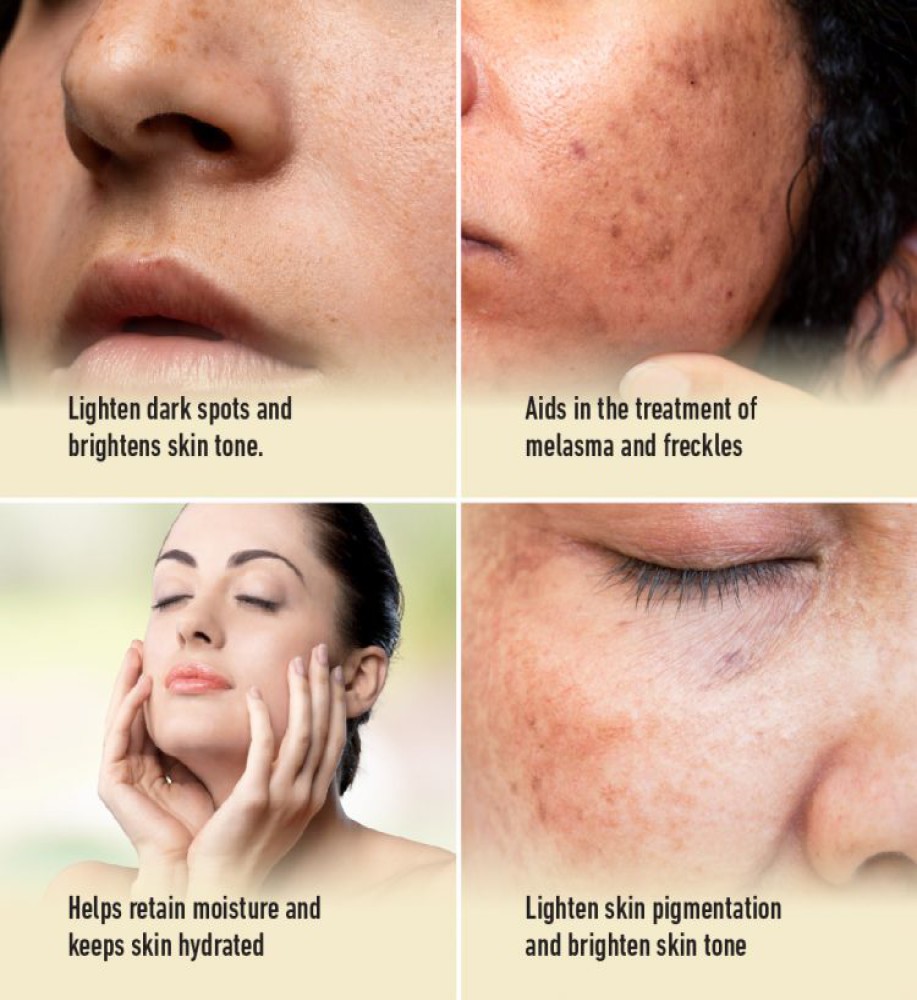 Lighten dark spots and
brightens skin tone.
Aids in the treatment of
melasma and freckles
Helps retain moisture and
keeps skin hydrated
Lighten skin pigmentation
and brighten skin tone